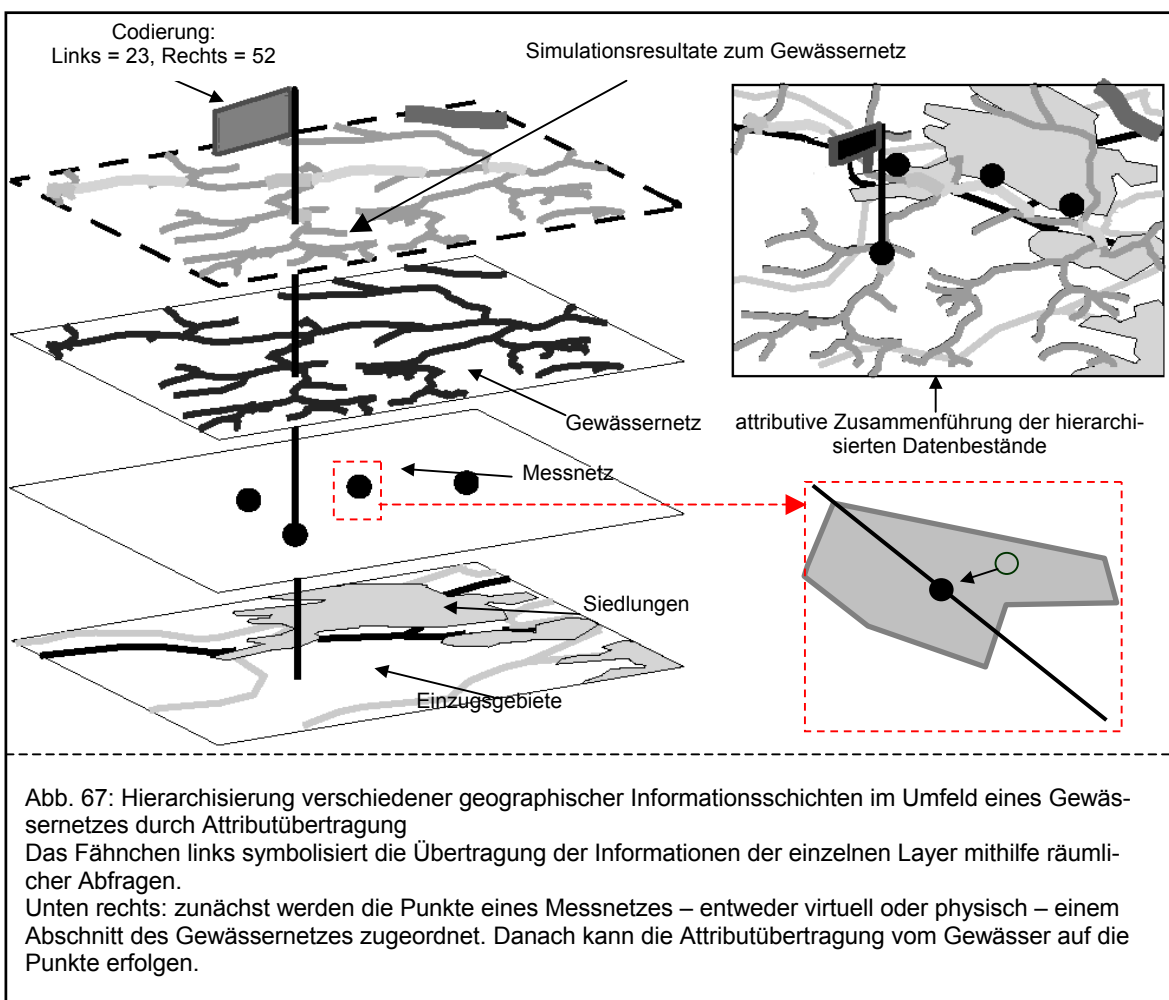 Codierung:
Links = 23, Rechts = 52
Simulationsresultate zum Gewässernetz
Gewässernetz
attributive Zusammenführung der hierarchi-
sierten Datenbestände
Messnetz
Siedlungen
Einzugsgebiete
Abb. 67: Hierarchisierung verschiedener geographischer Informationsschichten im Umfeld eines Gewäs-
sernetzes durch Attributübertragung
Das Fähnchen links symbolisiert die Übertragung der Informationen der einzelnen Layer mithilfe räumli-
cher Abfragen.
Unten rechts: zunächst werden die Punkte eines Messnetzes – entweder virtuell oder physisch – einem
Abschnitt des Gewässernetzes zugeordnet. Danach kann die Attributübertragung vom Gewässer auf die
Punkte erfolgen.